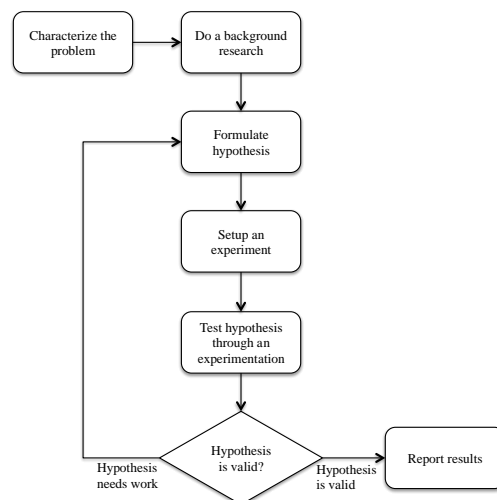 Characterize the
problem
Do a background
research
Formulate
hypothesis
Setup an
experiment
Test hypothesis
through an
experimentation
Hypothesis
is valid?
Hypothesis
needs work
Hypothesis
is valid
Report results